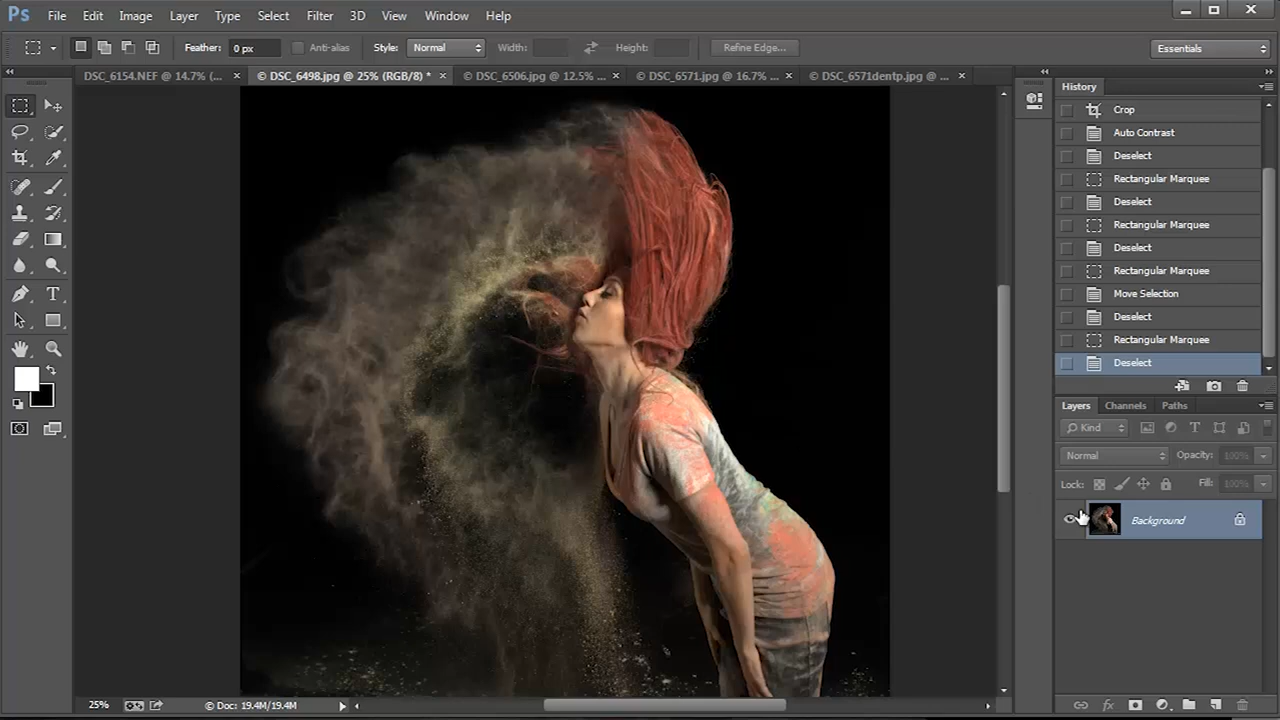 Ps File Edit Image Layer Type Select Filter 3D View Window Help
Feather: 0 px Anti-alias Style: Normal Width: Height: Refine Edge... Essentials
DSC_6154.NEF @ 14.7% (... × © DSC_6498.jpg @ 25% (RGB/8) * × © DSC_6506.jpg @ 12.5% ... × © DSC_6571.jpg @ 16.7% ... × © DSC_6571dentp.jpg @ ... ×
History
Crop
Auto Contrast
Deselect
Rectangular Marquee
Deselect
Rectangular Marquee
Deselect
Rectangular Marquee
Move Selection
Deselect
Rectangular Marquee
Deselect
Layers Channels Paths
Kind
Normal Opacity: 100%
Lock: Fill: 100%
Background
25% © Doc: 19.4M/19.4M